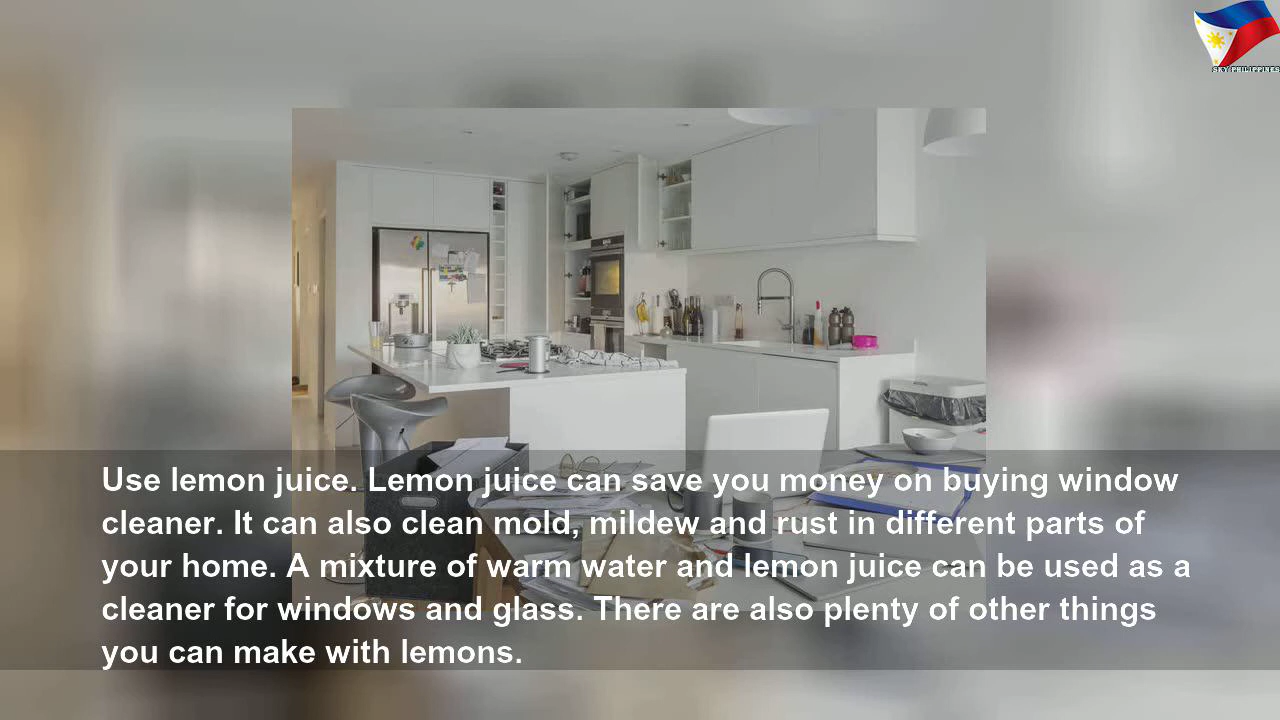 SKY PHILIPPINES
Use lemon juice. Lemon juice can save you money on buying window
cleaner. It can also clean mold, mildew and rust in different parts of
your home. A mixture of warm water and lemon juice can be used as a
cleaner for windows and glass. There are also plenty of other things
you can make with lemons.